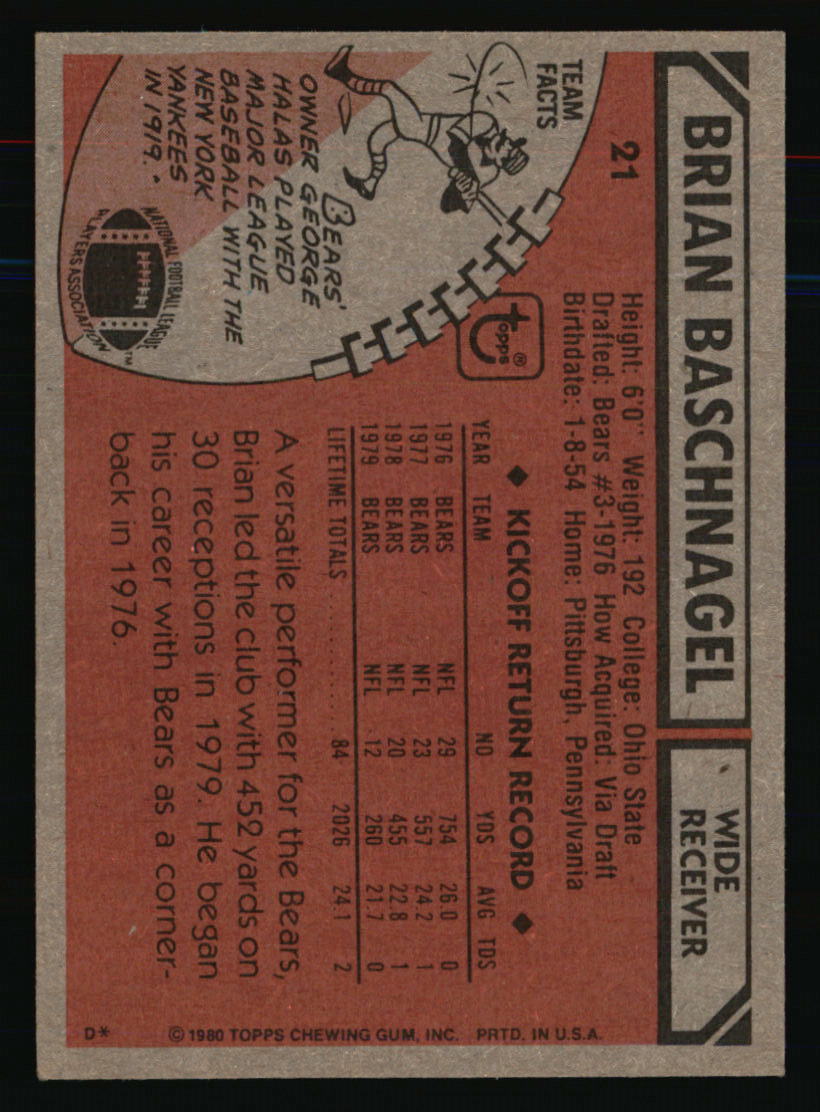 BRIAN BASCHNAGEL
WIDE
RECEIVER
21
Height: 6'0" Weight: 192 College: Ohio State
Drafted: Bears #3-1976 How Acquired: Via Draft
Birthdate: 1-8-54 Home: Pittsburgh, Pennsylvania
TEAM
FACTS
topps®
BEARS'
OWNER GEORGE
HALAS PLAYED
MAJOR LEAGUE
BASEBALL WITH THE
NEW YORK
YANKEES
IN 1919.
NATIONAL FOOTBALL LEAGUE
PLAYERS ASSOCIATION™
◆ KICKOFF RETURN RECORD ◆
YEAR TEAM NO YDS AVG TDS
1976 BEARS NFL 29 754 26.0 0
1977 BEARS NFL 23 557 24.2 1
1978 BEARS NFL 20 455 22.8 1
1979 BEARS NFL 12 260 21.7 0
LIFETIME TOTALS .............. 84 2026 24.1 2
A versatile performer for the Bears,
Brian led the club with 452 yards on
30 receptions in 1979. He began
his career with Bears as a corner-
back in 1976.
D* ©1980 TOPPS CHEWING GUM, INC. PRTD. IN U.S.A.